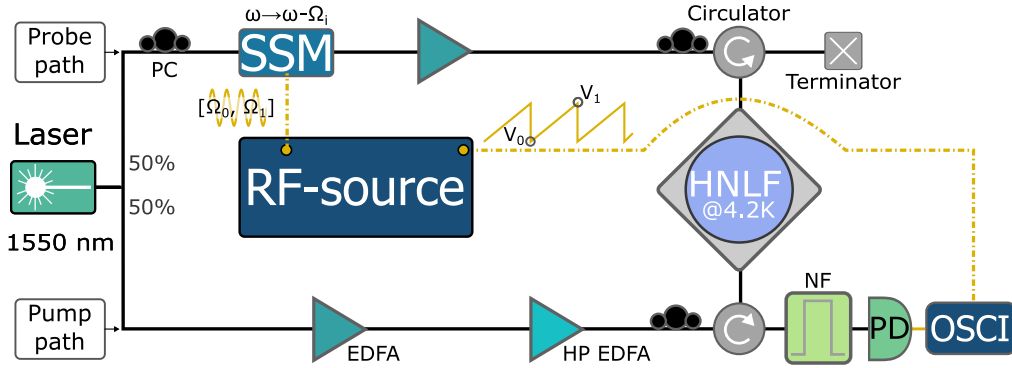 Probe
path
PC
ω→ω-Ωᵢ
SSM
Circulator
Terminator
[Ω₀, Ω₁]
V₁
V₀
Laser
50%
50%
1550 nm
RF-source
HNLF
@4.2K
Pump
path
EDFA
HP EDFA
NF
PD
OSCI